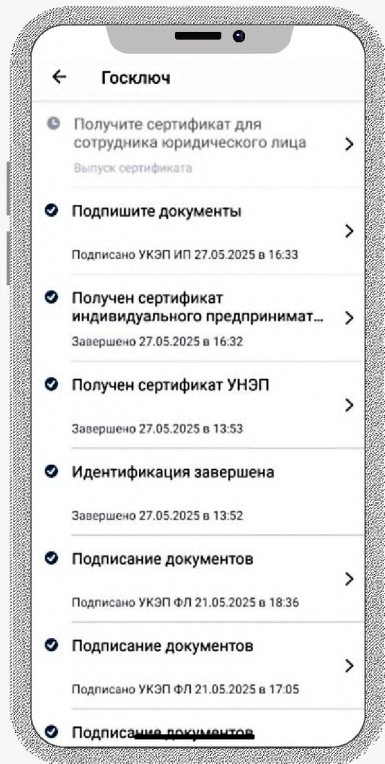 Госключ
Получите сертификат для
сотрудника юридического лица
Выпуск сертификата
Подпишите документы
Подписано УКЭП ИП 27.05.2025 в 16:33
Получен сертификат
индивидуального предпринимат...
Завершено 27.05.2025 в 16:32
Получен сертификат УНЭП
Завершено 27.05.2025 в 13:53
Идентификация завершена
Завершено 27.05.2025 в 13:52
Подписание документов
Подписано УКЭП ФЛ 21.05.2025 в 18:36
Подписание документов
Подписано УКЭП ФЛ 21.05.2025 в 17:05
Подписание документов